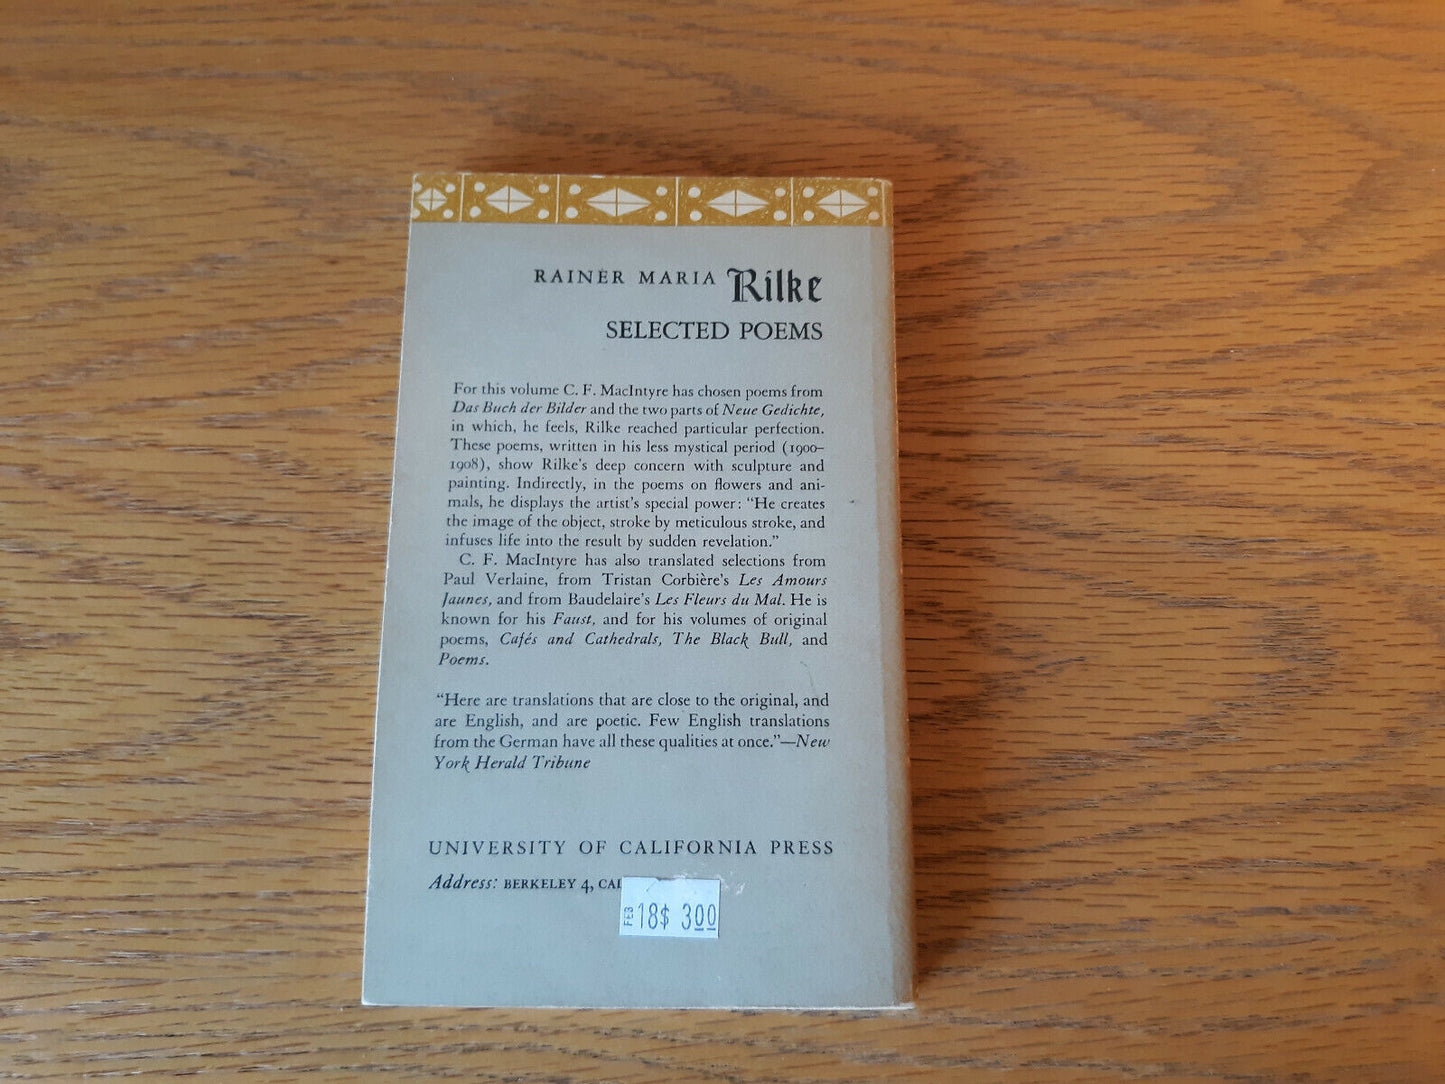 RAINER MARIA Rilke
SELECTED POEMS
For this volume C. F. MacIntyre has chosen poems from
Das Buch der Bilder and the two parts of Neue Gedichte,
in which, he feels, Rilke reached particular perfection.
These poems, written in his less mystical period (1900–
1908), show Rilke's deep concern with sculpture and
painting. Indirectly, in the poems on flowers and ani-
mals, he displays the artist's special power: "He creates
the image of the object, stroke by meticulous stroke, and
infuses life into the result by sudden revelation."
C. F. MacIntyre has also translated selections from
Paul Verlaine, from Tristan Corbière's Les Amours
Jaunes, and from Baudelaire's Les Fleurs du Mal. He is
known for his Faust, and for his volumes of original
poems, Cafés and Cathedrals, The Black Bull, and
Poems.
"Here are translations that are close to the original, and
are English, and are poetic. Few English translations
from the German have all these qualities at once."—New
York Herald Tribune
UNIVERSITY OF CALIFORNIA PRESS
Address: BERKELEY 4, CAL
FEB 18$ 3.00